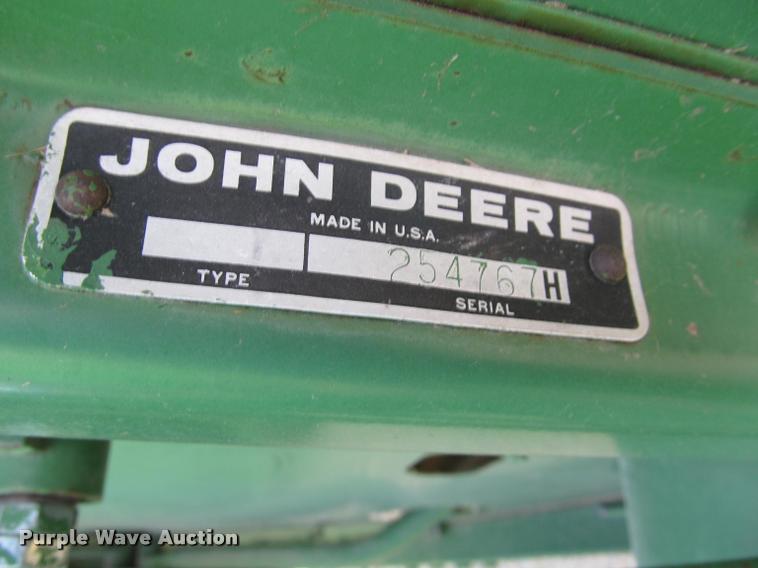 JOHN DEERE
MADE IN U.S.A.
254767H
TYPE
SERIAL
Purple Wave Auction